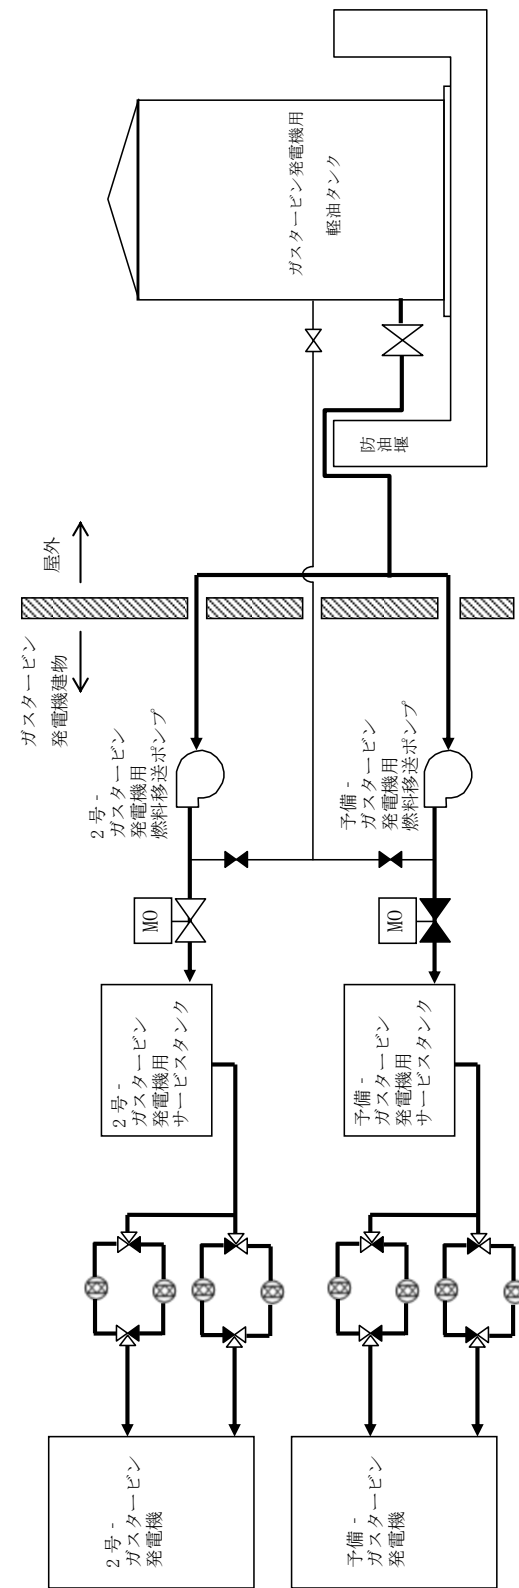 ガスタービン発電機用
軽油タンク
防油堰
屋外
ガスタービン
発電機建物
2号-
ガスタービン
発電機用
燃料移送ポンプ
予備-
ガスタービン
発電機用
燃料移送ポンプ
MO
MO
2号-
ガスタービン
発電機用
サービスタンク
予備-
ガスタービン
発電機用
サービスタンク
2号-
ガスタービン
発電機
予備-
ガスタービン
発電機